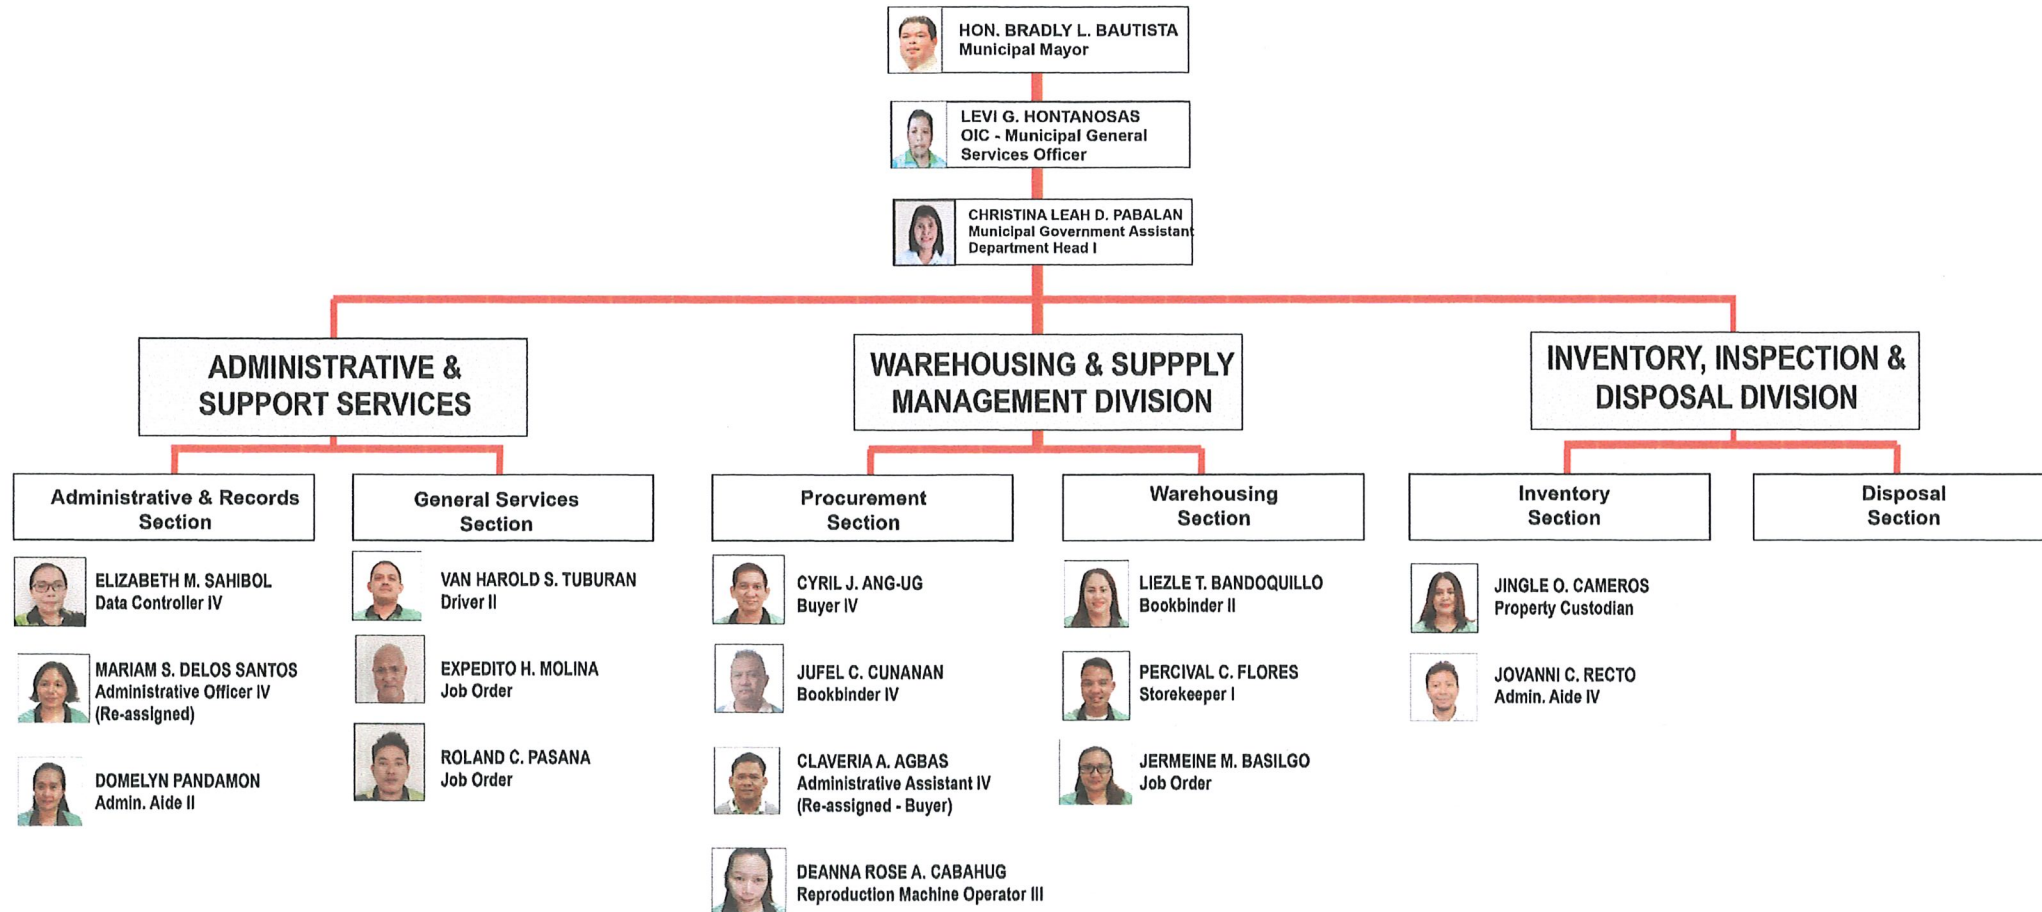 HON. BRADLY L. BAUTISTA
Municipal Mayor
LEVI G. HONTANOSAS
OIC - Municipal General
Services Officer
CHRISTINA LEAH D. PABALAN
Municipal Government Assistant
Department Head I
ADMINISTRATIVE &
SUPPORT SERVICES
WAREHOUSING & SUPPPLY
MANAGEMENT DIVISION
INVENTORY, INSPECTION &
DISPOSAL DIVISION
Administrative & Records
Section
General Services
Section
Procurement
Section
Warehousing
Section
Inventory
Section
Disposal
Section
ELIZABETH M. SAHIBOL
Data Controller IV
MARIAM S. DELOS SANTOS
Administrative Officer IV
(Re-assigned)
DOMELYN PANDAMON
Admin. Aide II
VAN HAROLD S. TUBURAN
Driver II
EXPEDITO H. MOLINA
Job Order
ROLAND C. PASANA
Job Order
CYRIL J. ANG-UG
Buyer IV
JUFEL C. CUNANAN
Bookbinder IV
CLAVERIA A. AGBAS
Administrative Assistant IV
(Re-assigned - Buyer)
DEANNA ROSE A. CABAHUG
Reproduction Machine Operator III
LIEZLE T. BANDOQUILLO
Bookbinder II
PERCIVAL C. FLORES
Storekeeper I
JERMEINE M. BASILGO
Job Order
JINGLE O. CAMEROS
Property Custodian
JOVANNI C. RECTO
Admin. Aide IV